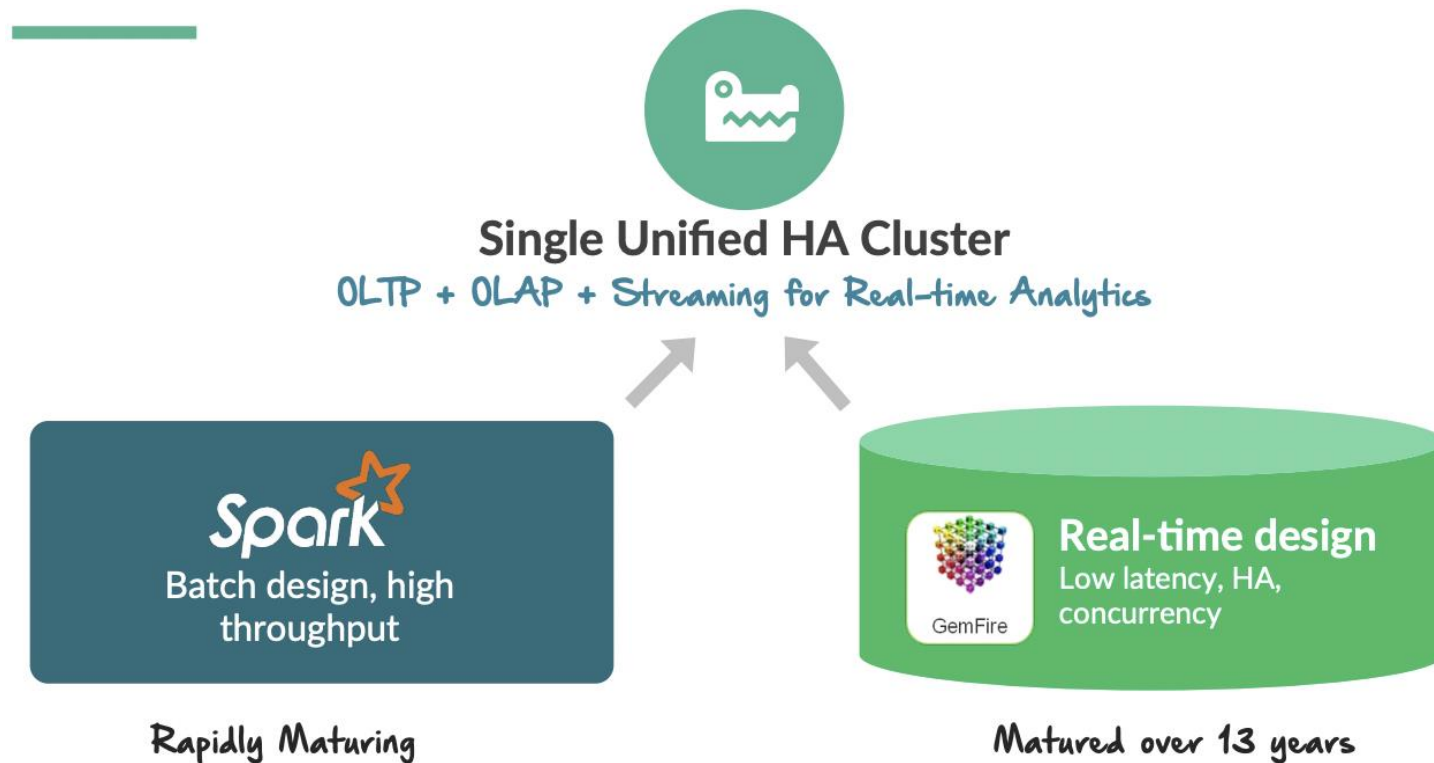 Single Unified HA Cluster
OLTP + OLAP + Streaming for Real-time Analytics
Spark
Batch design, high
throughput
Rapidly Maturing
GemFire
Real-time design
Low latency, HA,
concurrency
Matured over 13 years